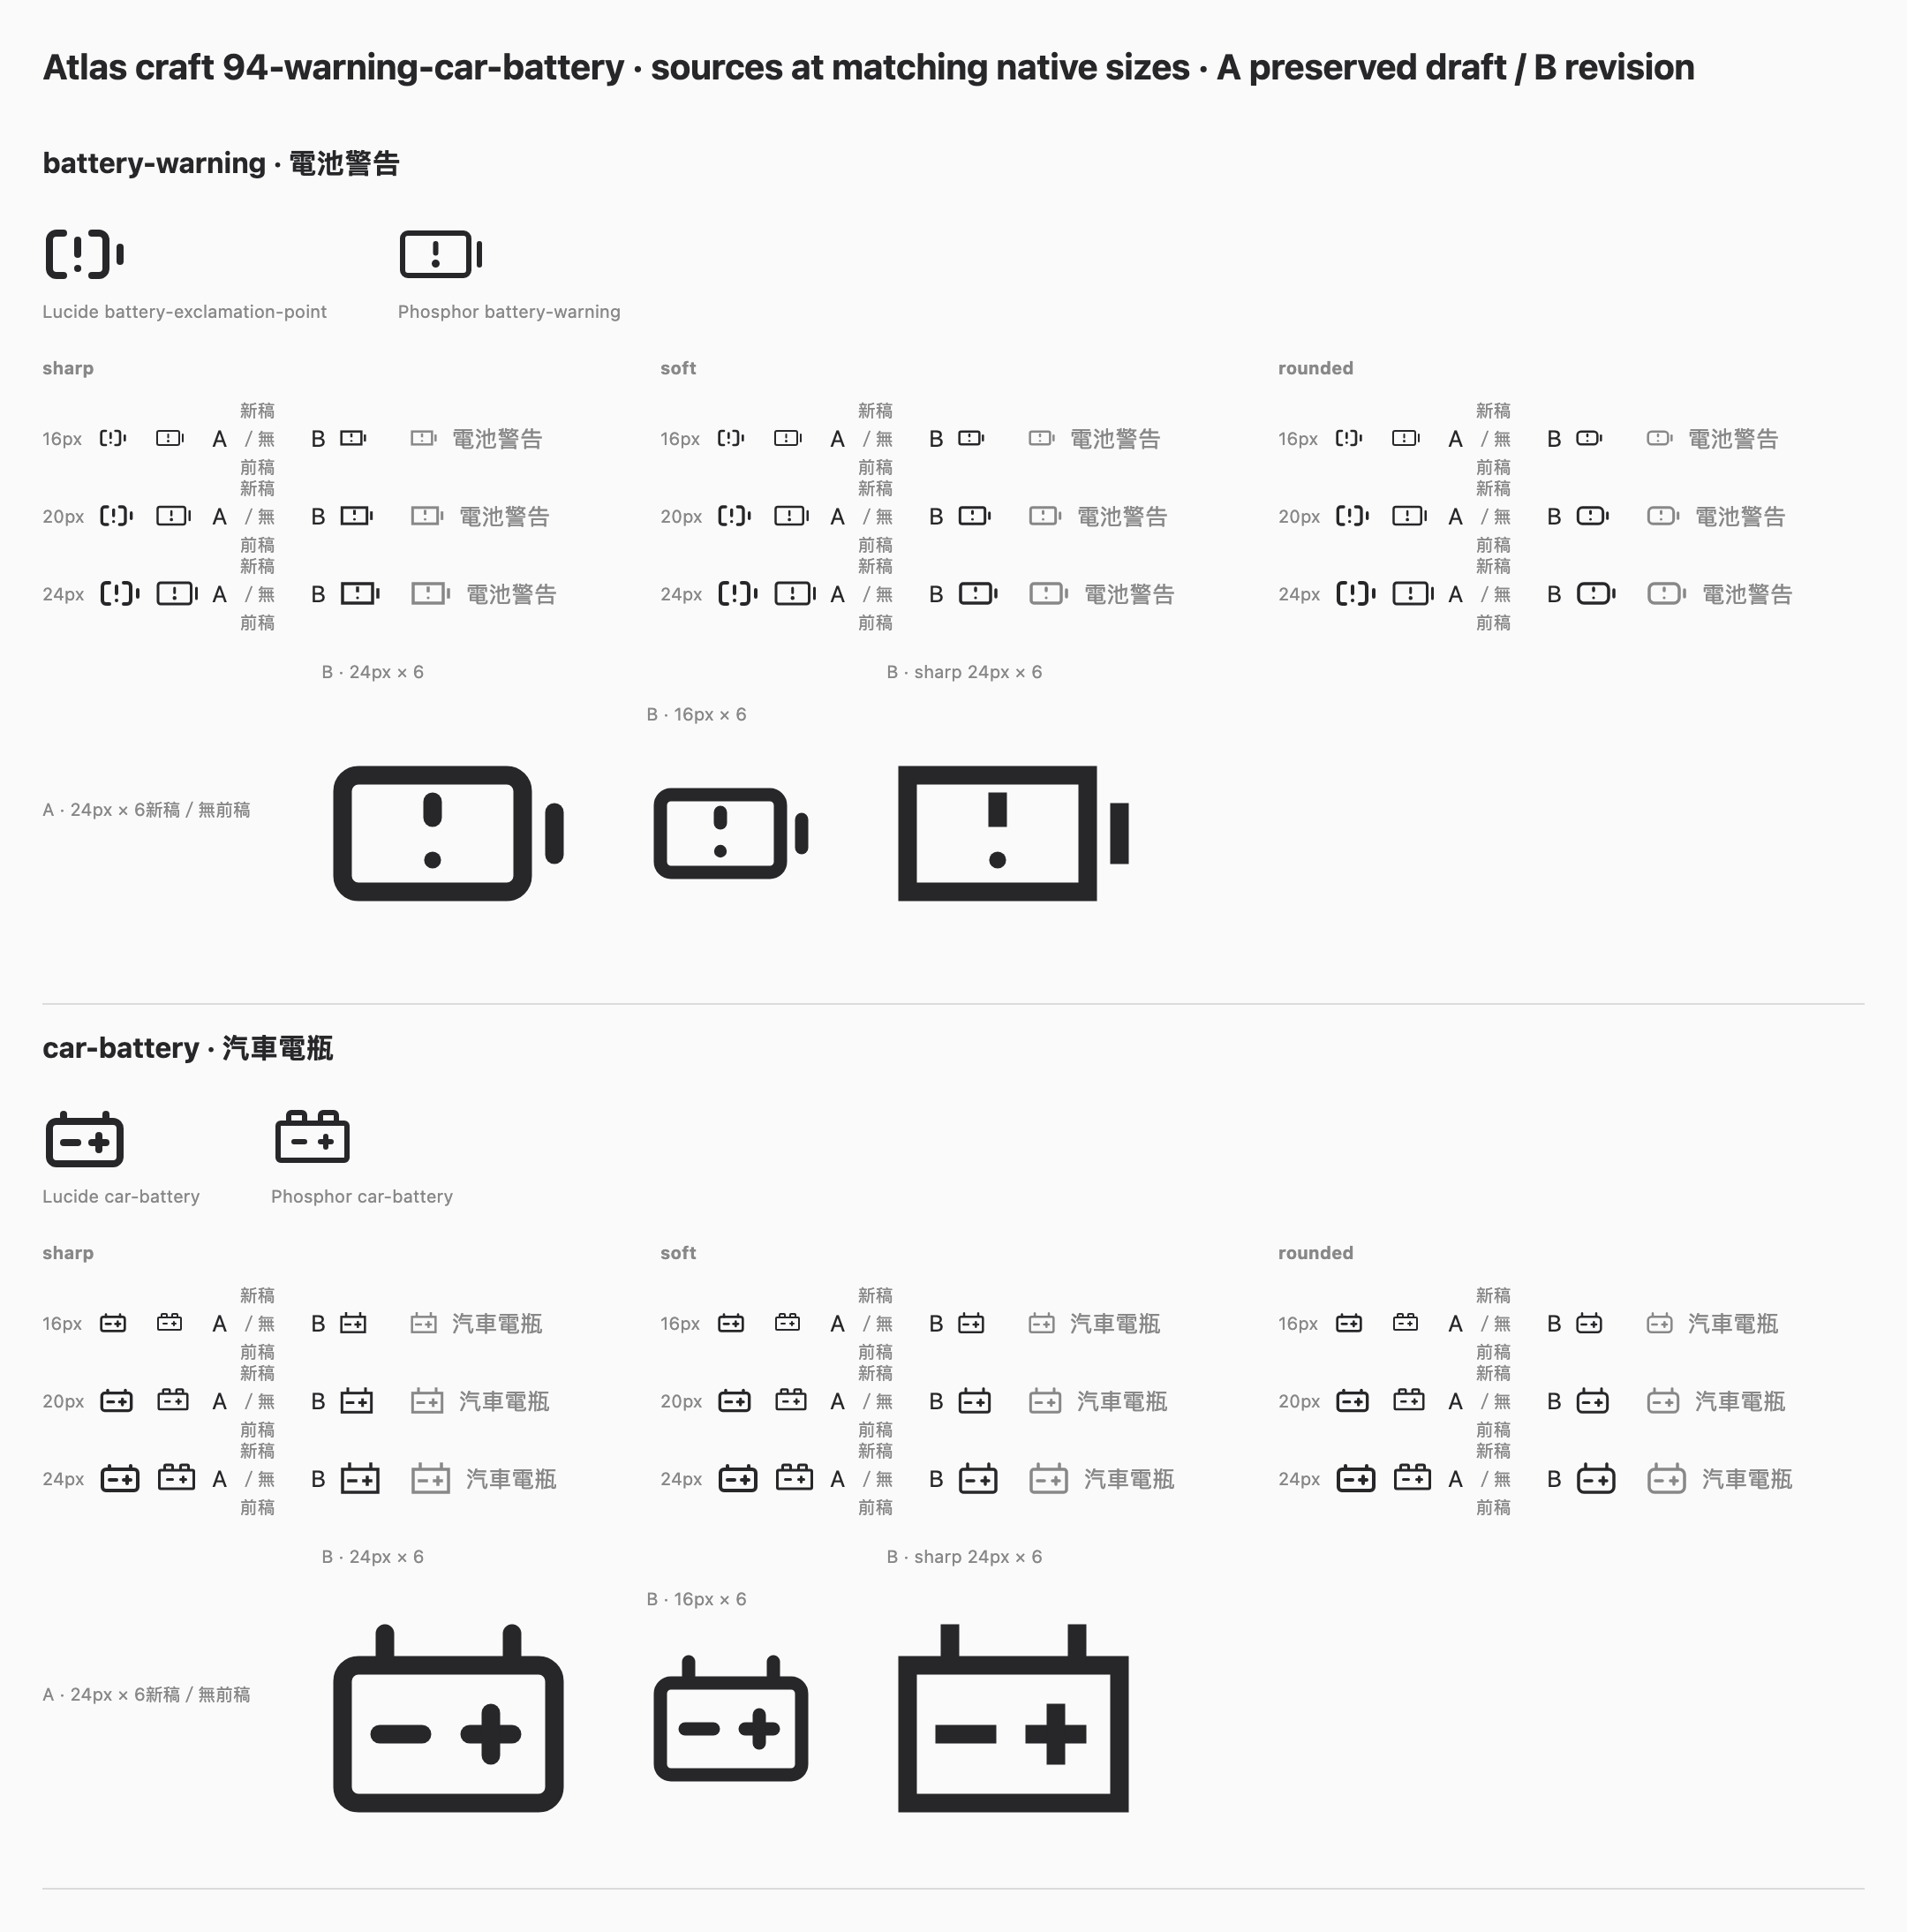 Atlas craft 94-warning-car-battery · sources at matching native sizes · A preserved draft / B revision
battery-warning · 電池警告
Lucide battery-exclamation-point
Phosphor battery-warning
sharp
16px A 新稿 / 無前稿 B 電池警告
20px A 新稿 / 無前稿 B 電池警告
24px A 新稿 / 無前稿 B 電池警告
soft
16px A 新稿 / 無前稿 B 電池警告
20px A 新稿 / 無前稿 B 電池警告
24px A 新稿 / 無前稿 B 電池警告
rounded
16px A 新稿 / 無前稿 B 電池警告
20px A 新稿 / 無前稿 B 電池警告
24px A 新稿 / 無前稿 B 電池警告
A · 24px × 6新稿 / 無前稿
B · 24px × 6
B · 16px × 6
B · sharp 24px × 6
car-battery · 汽車電瓶
Lucide car-battery
Phosphor car-battery
sharp
16px A 新稿 / 無前稿 B 汽車電瓶
20px A 新稿 / 無前稿 B 汽車電瓶
24px A 新稿 / 無前稿 B 汽車電瓶
soft
16px A 新稿 / 無前稿 B 汽車電瓶
20px A 新稿 / 無前稿 B 汽車電瓶
24px A 新稿 / 無前稿 B 汽車電瓶
rounded
16px A 新稿 / 無前稿 B 汽車電瓶
20px A 新稿 / 無前稿 B 汽車電瓶
24px A 新稿 / 無前稿 B 汽車電瓶
A · 24px × 6新稿 / 無前稿
B · 24px × 6
B · 16px × 6
B · sharp 24px × 6